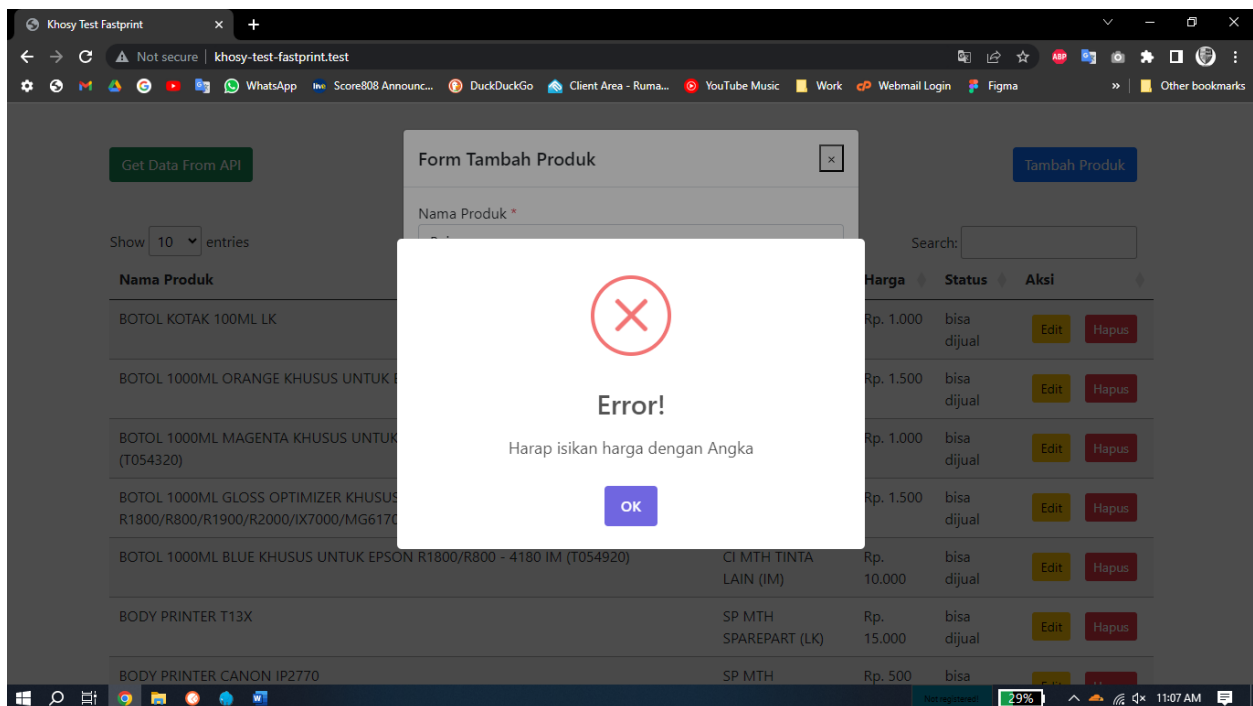 Khosy Test Fastprint
Not secure khosy-test-fastprint.test
ABP
WhatsApp Score808 Announc... DuckDuckGo Client Area - Ruma... YouTube Music Work Webmail Login Figma » Other bookmarks
Form Tambah Produk ×
Get Data From API
Tambah Produk
Nama Produk *
Show 10 entries
Search:
Nama Produk Harga Status Aksi
Error!
Harap isikan harga dengan Angka
OK
BOTOL KOTAK 100ML LK Rp. 1.000 bisa dijual Edit Hapus
BOTOL 1000ML ORANGE KHUSUS UNTUK Rp. 1.500 bisa dijual Edit Hapus
BOTOL 1000ML MAGENTA KHUSUS UNTUK
(T054320) Rp. 1.000 bisa dijual Edit Hapus
BOTOL 1000ML GLOSS OPTIMIZER KHUSUS
R1800/R800/R1900/R2000/IX7000/MG6170 Rp. 1.500 bisa dijual Edit Hapus
BOTOL 1000ML BLUE KHUSUS UNTUK EPSON R1800/R800 - 4180 IM (T054920) CI MTH TINTA LAIN (IM) Rp. 10.000 bisa dijual Edit Hapus
BODY PRINTER T13X SP MTH SPAREPART (LK) Rp. 15.000 bisa dijual Edit Hapus
BODY PRINTER CANON IP2770 SP MTH Rp. 500 bisa
29% 11:07 AM